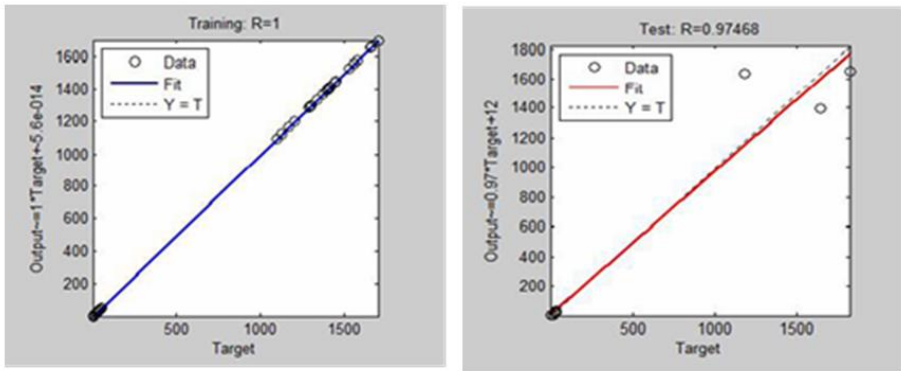 Training: R=1
Output~=1*Target+-5.6e-014
1600
1400
1200
1000
800
600
400
200
Data
Fit
Y = T
500
1000
1500
Target
Test: R=0.97468
Output~=0.97*Target+12
1800
1600
1400
1200
1000
800
600
400
200
Data
Fit
Y = T
500
1000
1500
Target